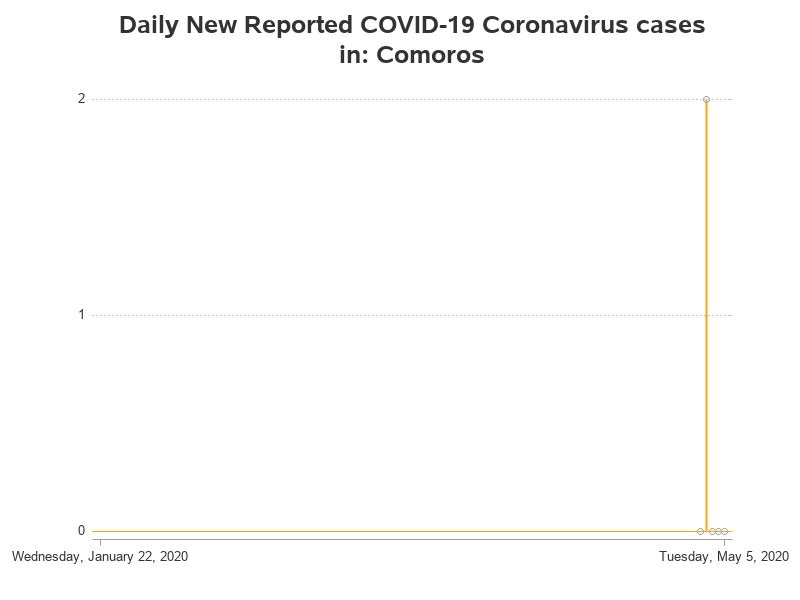 Daily New Reported COVID-19 Coronavirus cases
in: Comoros
2
1
0
Wednesday, January 22, 2020
Tuesday, May 5, 2020